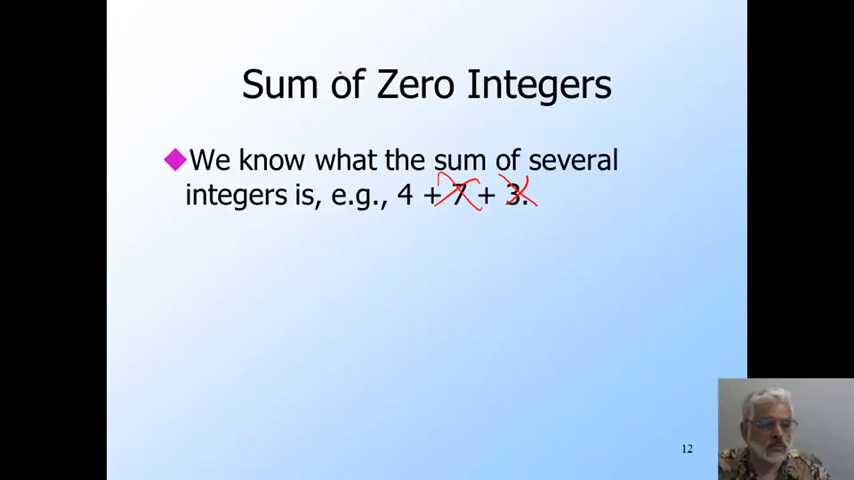 Sum of Zero Integers
We know what the sum of several
integers is, e.g., 4 + 7 + 3.
12